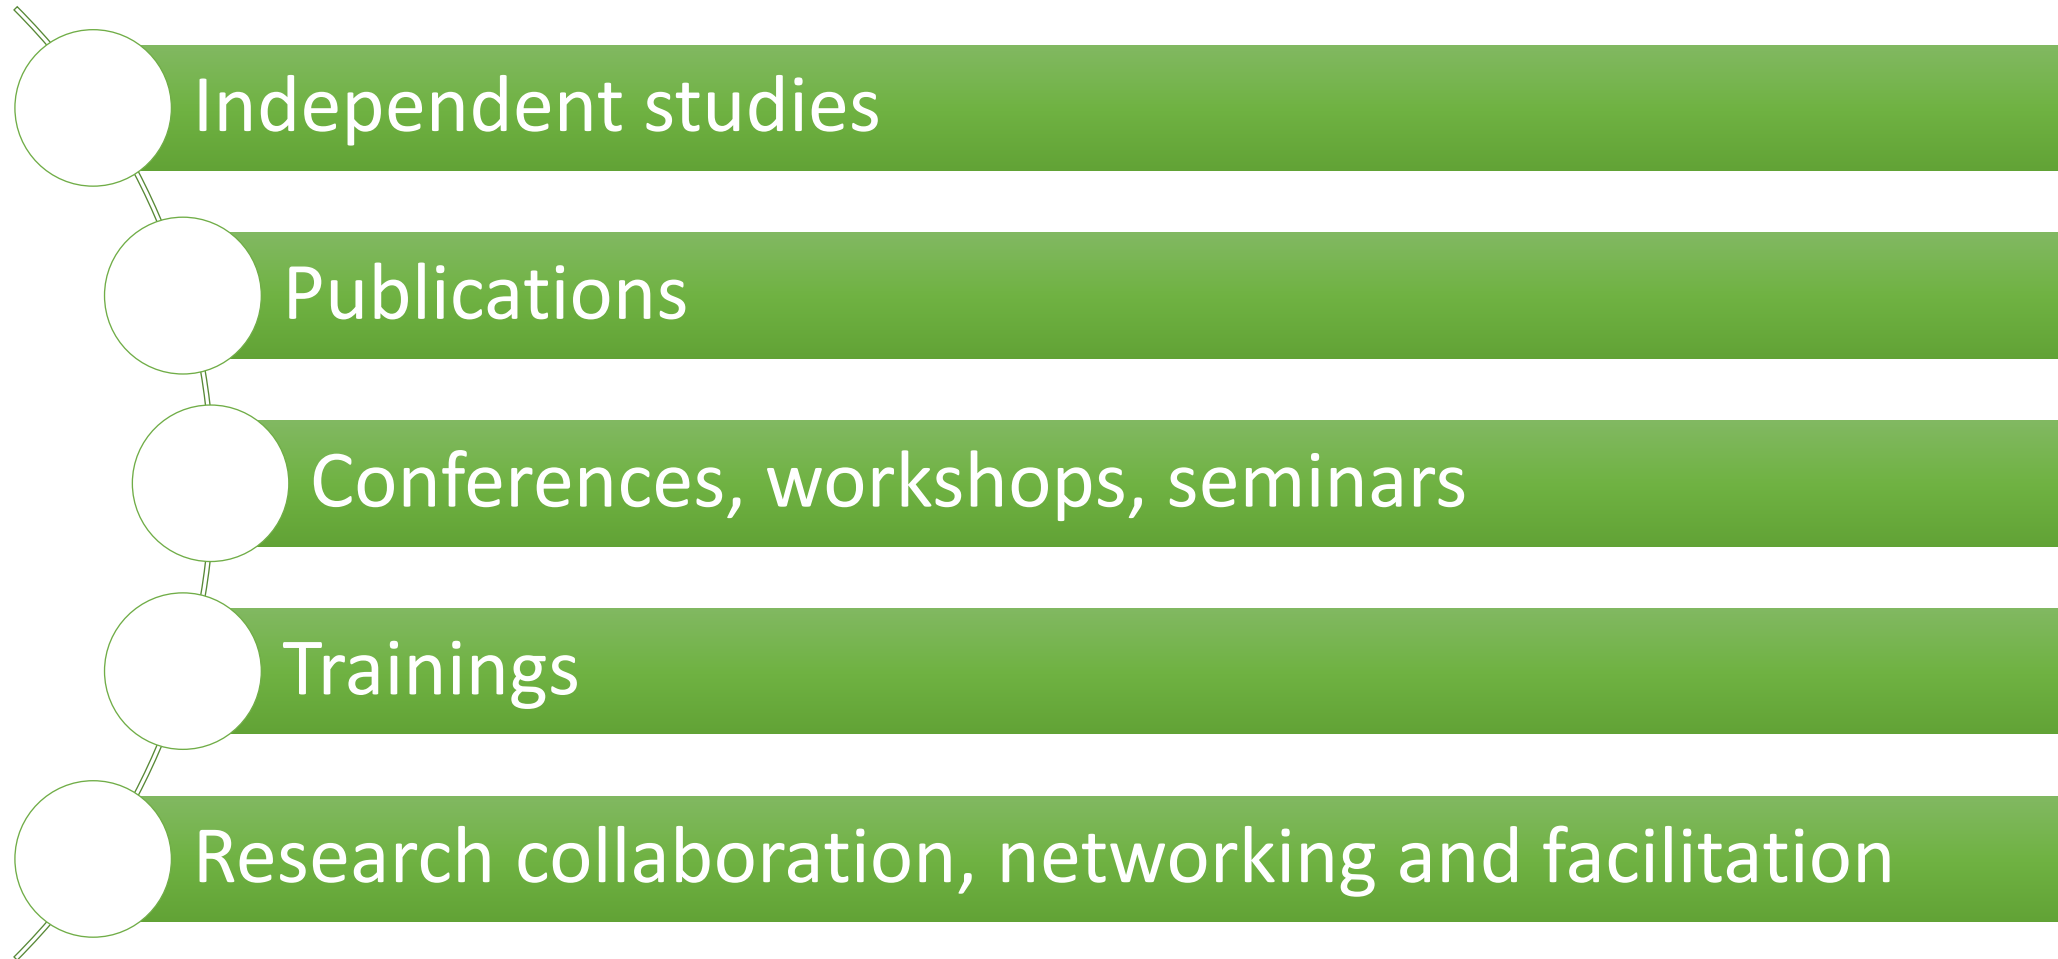 Independent studies
Publications
Conferences, workshops, seminars
Trainings
Research collaboration, networking and facilitation